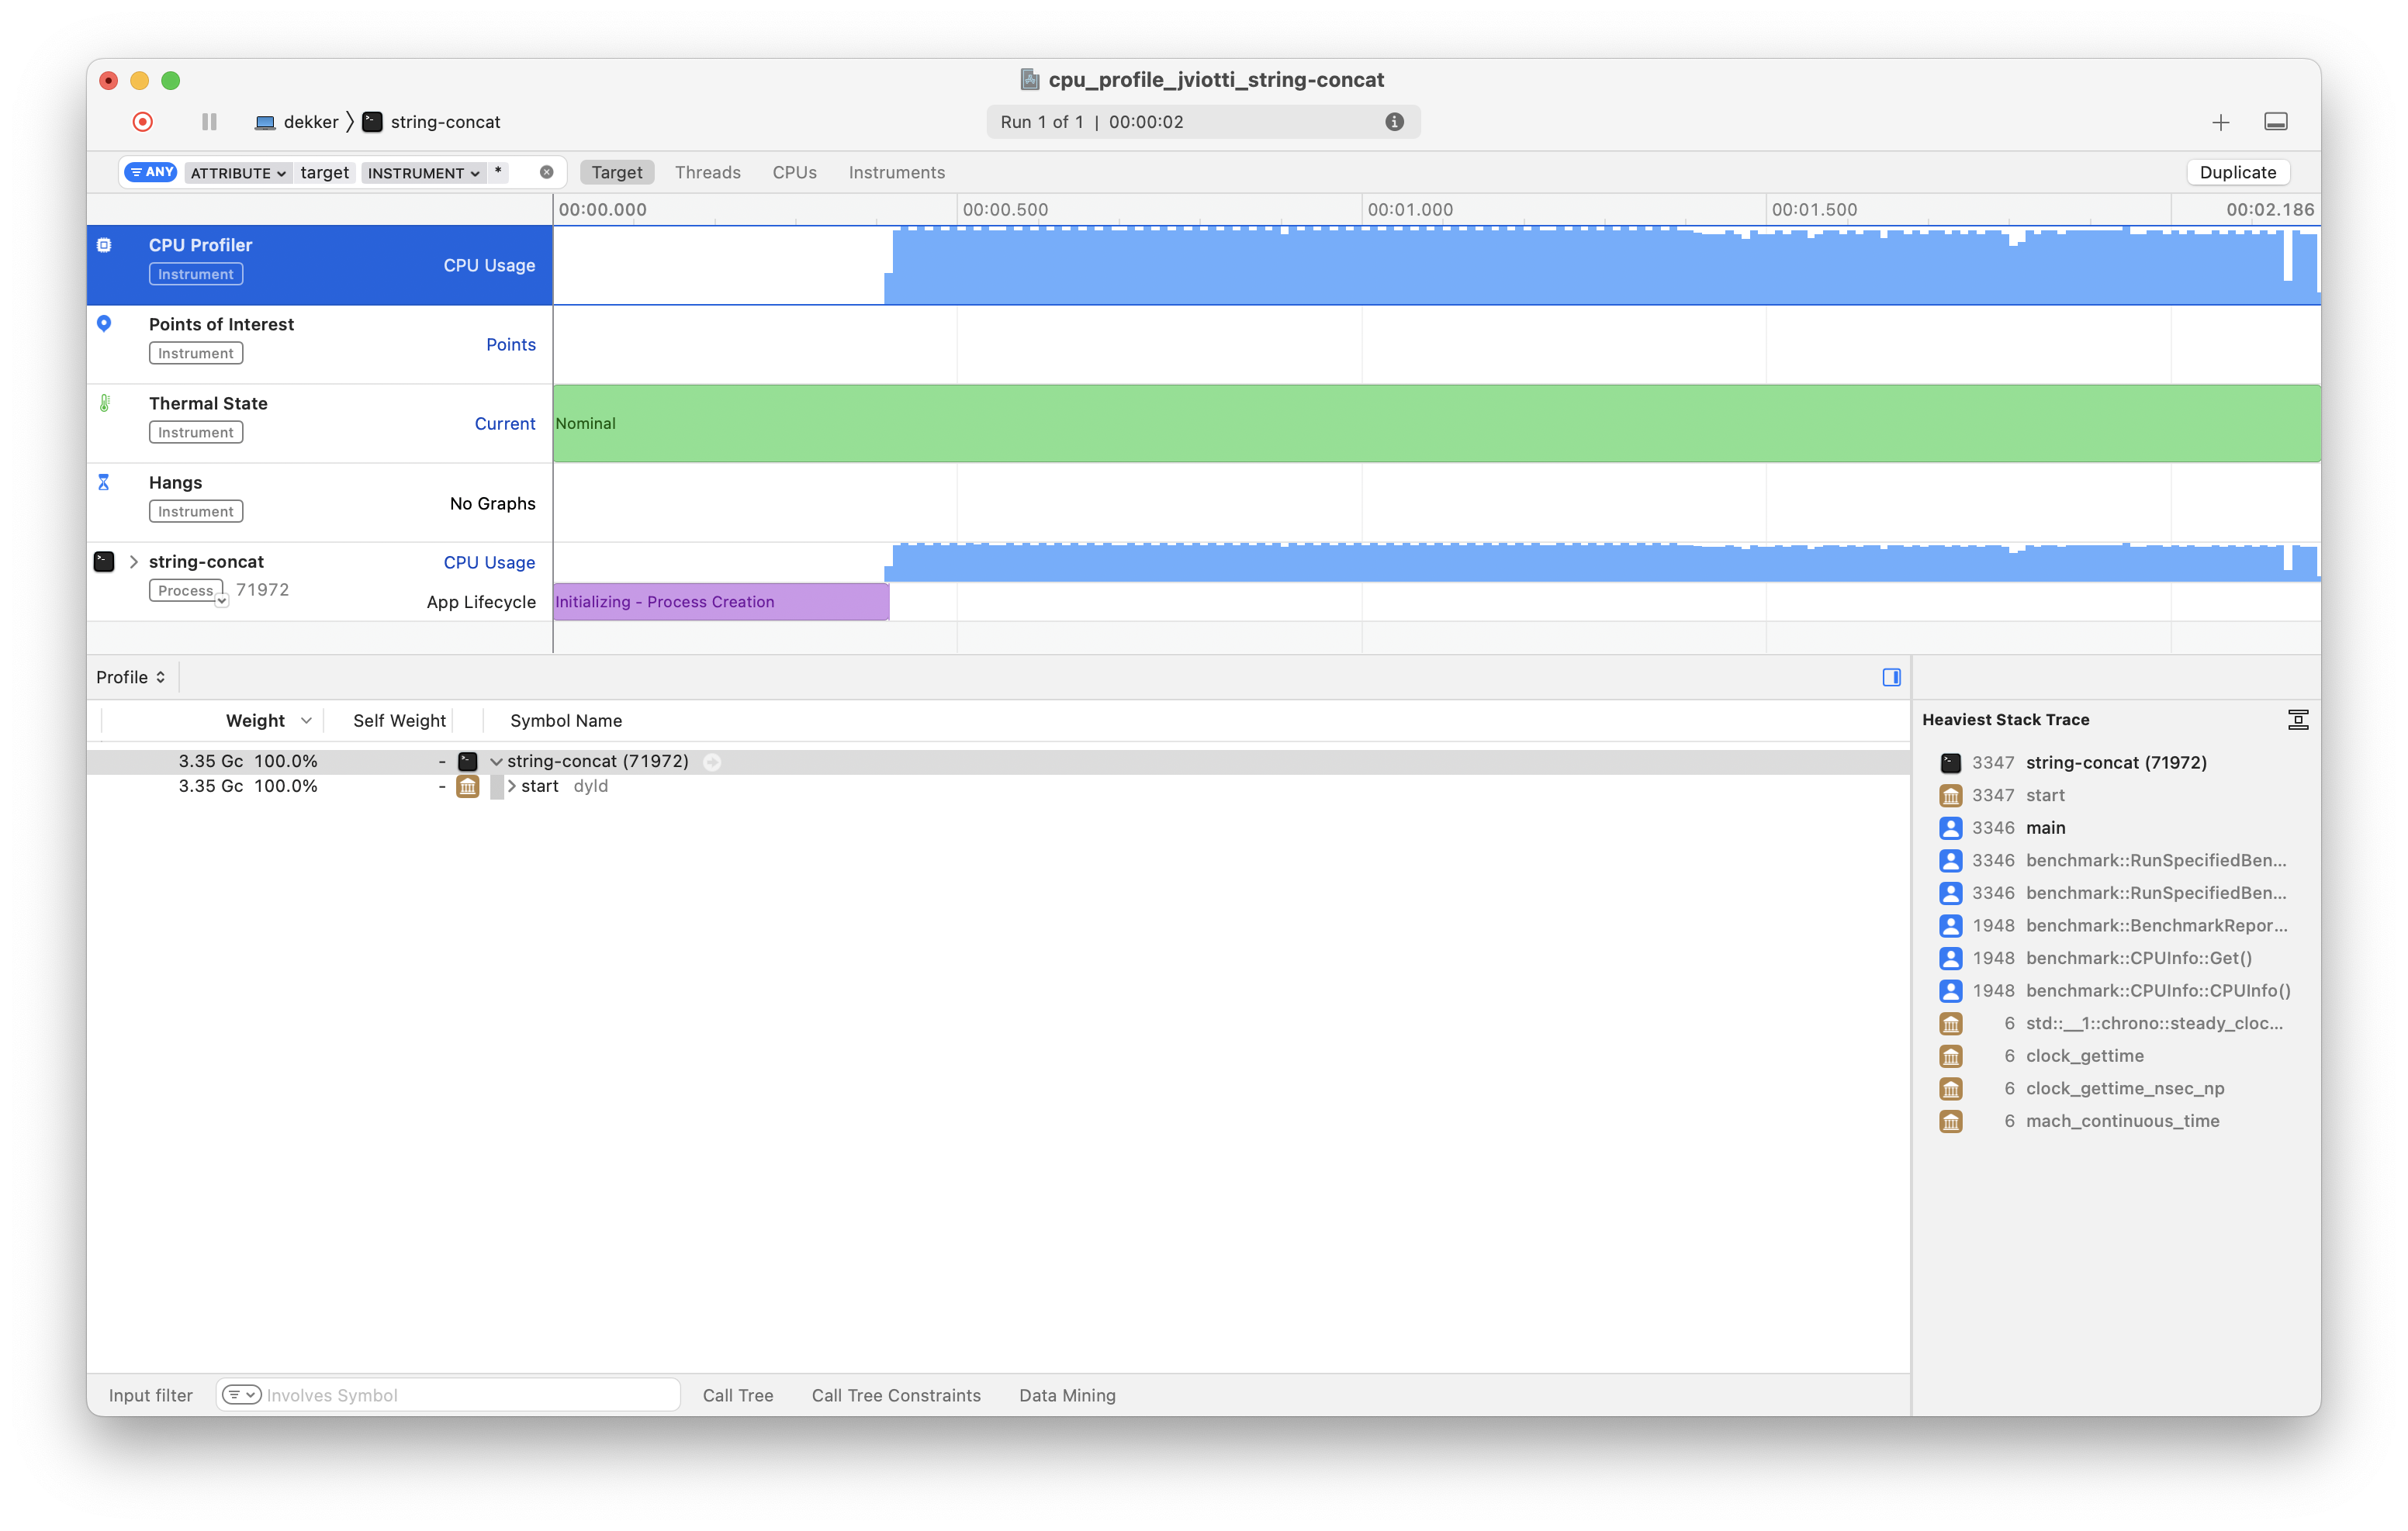 cpu_profile_jviotti_string-concat
dekker 〉 string-concat
Run 1 of 1 | 00:00:02
ANY ATTRIBUTE target INSTRUMENT * Target Threads CPUs Instruments Duplicate
00:00.000 00:00.500 00:01.000 00:01.500 00:02.186
CPU Profiler
Instrument
CPU Usage
Points of Interest
Instrument
Points
Thermal State
Instrument
Current
Nominal
Hangs
Instrument
No Graphs
string-concat
CPU Usage
Process 71972
App Lifecycle
Initializing - Process Creation
Profile
Weight Self Weight Symbol Name
3.35 Gc 100.0% - string-concat (71972)
3.35 Gc 100.0% - start dyld
Heaviest Stack Trace
3347 string-concat (71972)
3347 start
3346 main
3346 benchmark::RunSpecifiedBen...
3346 benchmark::RunSpecifiedBen...
1948 benchmark::BenchmarkRepor...
1948 benchmark::CPUInfo::Get()
1948 benchmark::CPUInfo::CPUInfo()
6 std::__1::chrono::steady_cloc...
6 clock_gettime
6 clock_gettime_nsec_np
6 mach_continuous_time
Input filter Involves Symbol Call Tree Call Tree Constraints Data Mining